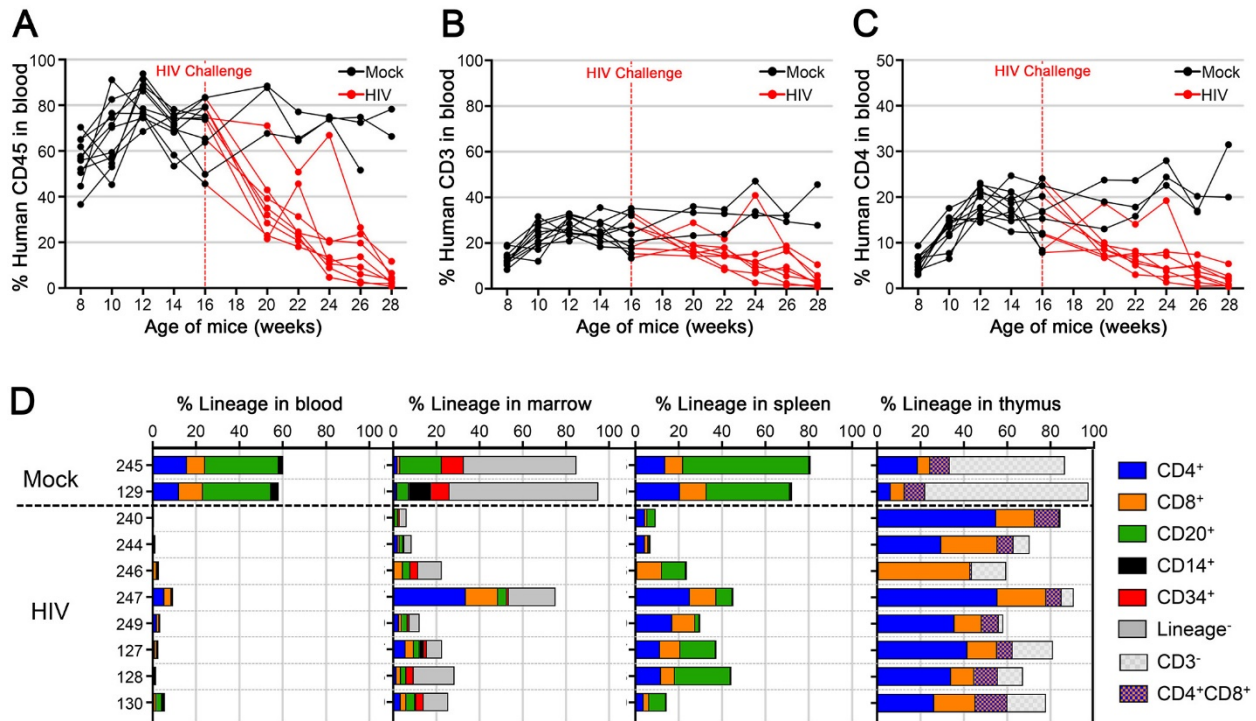 A
B
C
% Human CD45 in blood
100
80
60
40
20
0
HIV Challenge
Mock
HIV
8 10 12 14 16 20 22 24 26 28
Age of mice (weeks)
% Human CD3 in blood
100
80
60
40
20
0
HIV Challenge
Mock
HIV
8 10 12 14 16 20 22 24 26 28
Age of mice (weeks)
% Human CD4 in blood
50
40
30
20
10
0
HIV Challenge
Mock
HIV
8 10 12 14 16 20 22 24 26 28
Age of mice (weeks)
D
% Lineage in blood
% Lineage in marrow
% Lineage in spleen
% Lineage in thymus
0 20 40 60 80 100
0 20 40 60 80 100
0 20 40 60 80 100
0 20 40 60 80 100
Mock
245
129
HIV
240
244
246
247
249
127
128
130
CD4⁺
CD8⁺
CD20⁺
CD14⁺
CD34⁺
Lineage⁻
CD3⁻
CD4⁺CD8⁺